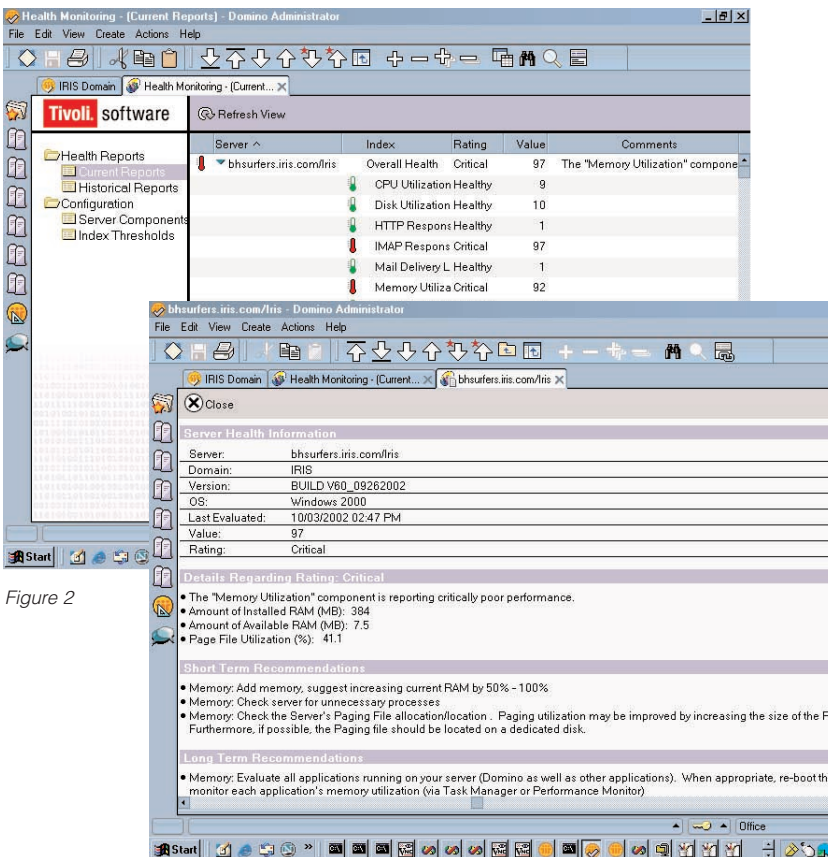 Health Monitoring - (Current Reports) - Domino Administrator
File Edit View Create Actions Help
IRIS Domain Health Monitoring - (Current...
Tivoli. software
Refresh View
Server Index Rating Value Comments
Health Reports
Current Reports
Historical Reports
Configuration
Server Components
Index Thresholds
bhsurfers.iris.com/Iris Overall Health Critical 97 The "Memory Utilization" compone
CPU Utilization Healthy 9
Disk Utilization Healthy 10
HTTP Respons Healthy 1
IMAP Respons Critical 97
Mail Delivery L Healthy 1
Memory Utiliza Critical 92
Start
Figure 2
bhsurfers.iris.com/Iris - Domino Administrator
File Edit View Create Actions Help
IRIS Domain Health Monitoring - (Current... bhsurfers.iris.com/Iris
Close
Server Health Information
Server: bhsurfers.iris.com/Iris
Domain: IRIS
Version: BUILD V60_09262002
OS: Windows 2000
Last Evaluated: 10/03/2002 02:47 PM
Value: 97
Rating: Critical
Details Regarding Rating: Critical
• The "Memory Utilization" component is reporting critically poor performance.
• Amount of Installed RAM (MB): 384
• Amount of Available RAM (MB): 7.5
• Page File Utilization (%): 41.1
Short Term Recommendations
• Memory: Add memory, suggest increasing current RAM by 50% - 100%
• Memory: Check server for unnecessary processes
• Memory: Check the Server's Paging File allocation/location . Paging utilization may be improved by increasing the size of the F
Furthermore, if possible, the Paging file should be located on a dedicated disk.
Long Term Recommendations
• Memory: Evaluate all applications running on your server (Domino as well as other applications). When appropriate, re-boot th
monitor each application's memory utilization (via Task Manager or Performance Monitor)
Office
Start